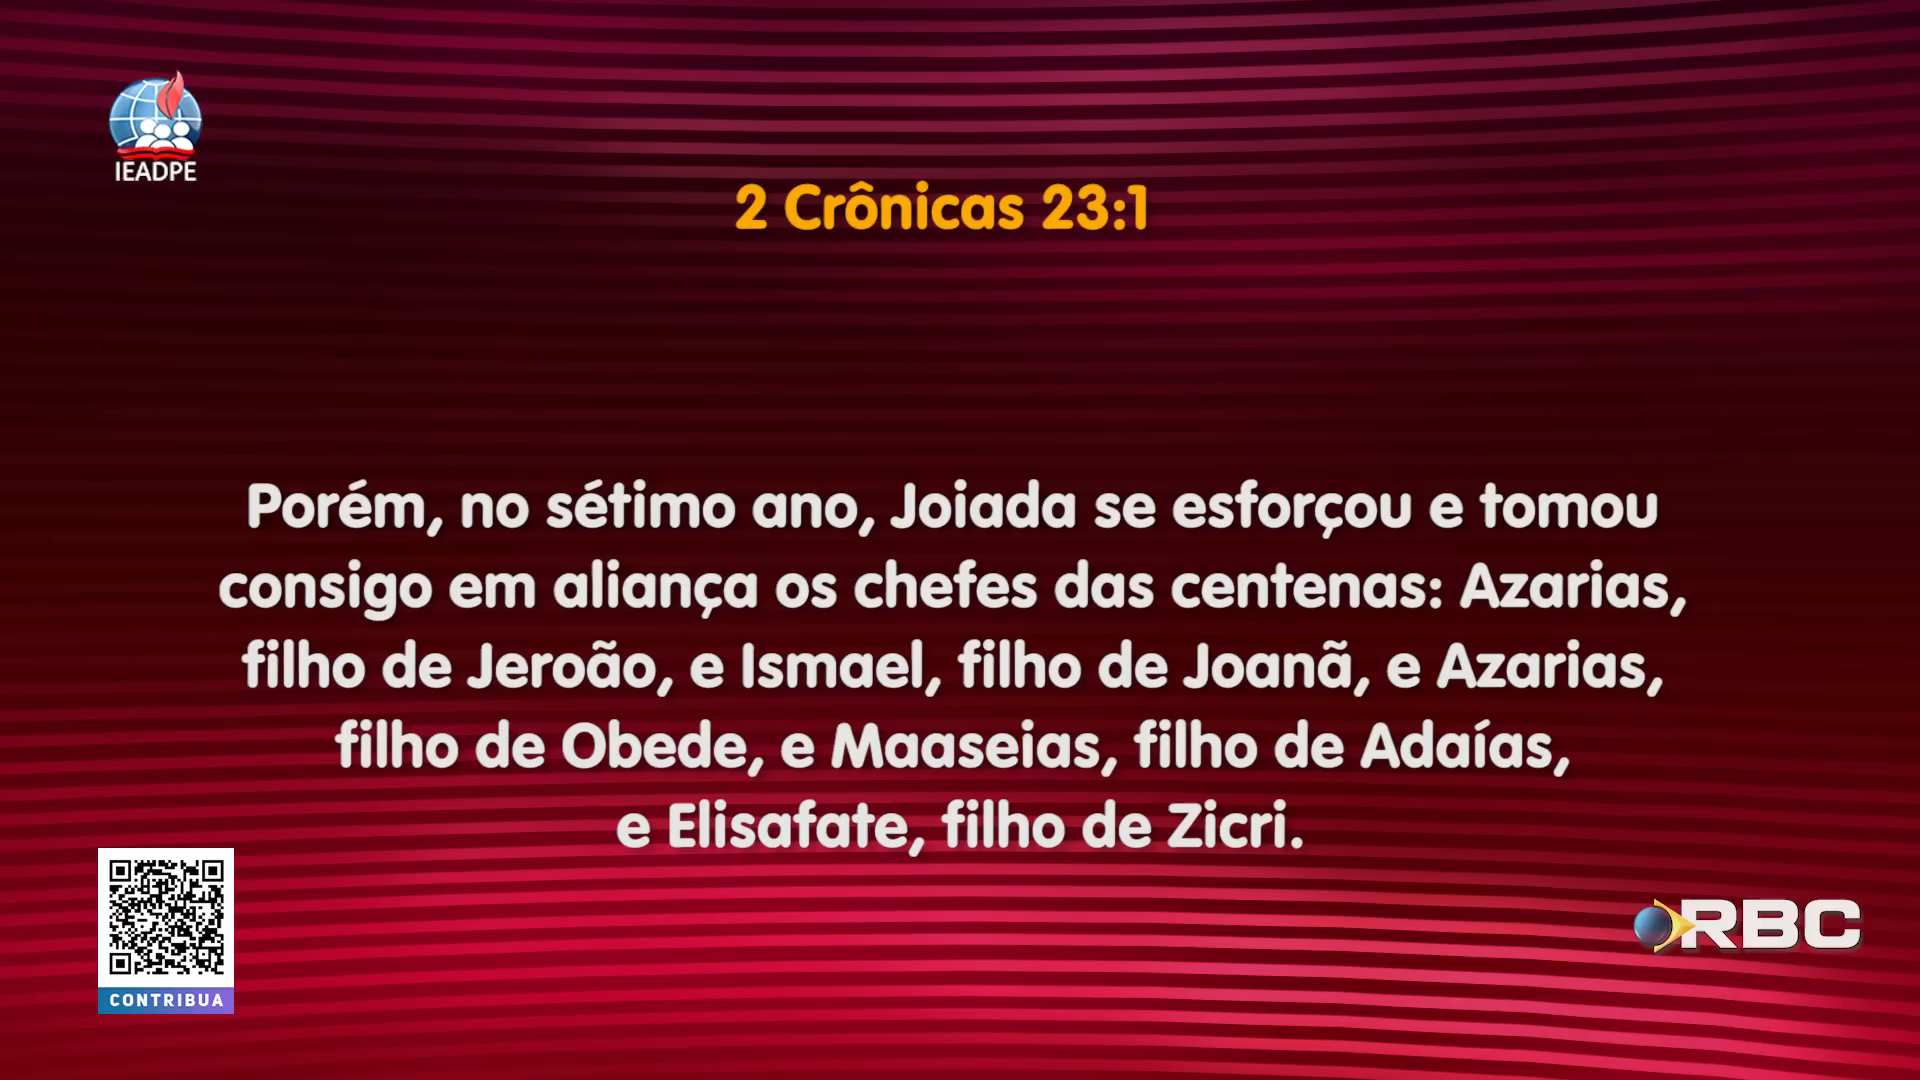 IEADPE
2 Crônicas 23:1
Porém, no sétimo ano, Joiada se esforçou e tomou
consigo em aliança os chefes das centenas: Azarias,
filho de Jeroão, e Ismael, filho de Joanã, e Azarias,
filho de Obede, e Maaseias, filho de Adaías,
e Elisafate, filho de Zicri.
RBC
CONTRIBUA